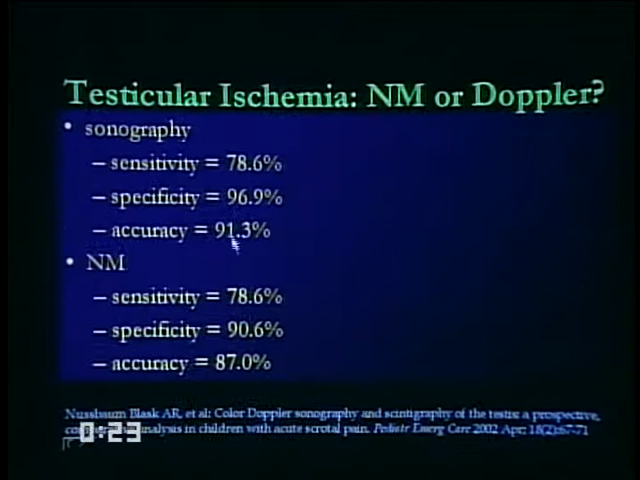 Testicular Ischemia: NM or Doppler?
• sonography
– sensitivity = 78.6%
– specificity = 96.9%
– accuracy = 91.3%
• NM
– sensitivity = 78.6%
– specificity = 90.6%
– accuracy = 87.0%
Nussbaum Blask AR, et al: Color Doppler sonography and scintigraphy of the testis: a prospective,
analysis in children with acute scrotal pain. Pediatr Emerg Care 2002 Apr; 18(2):67-71
0:23